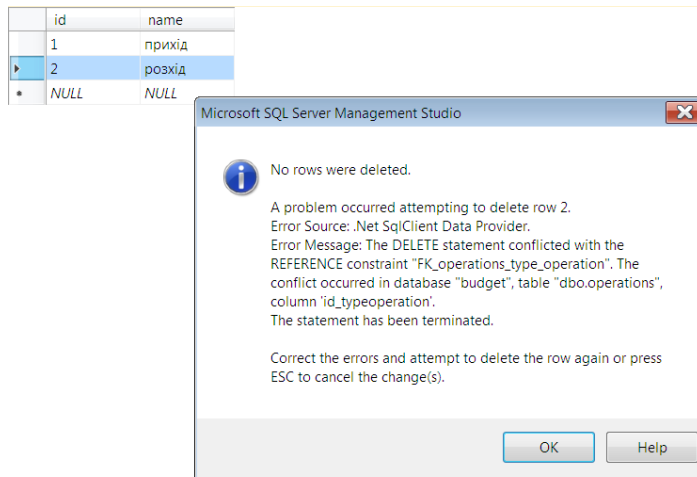 id name
1 прихід
2 розхід
NULL NULL
Microsoft SQL Server Management Studio
No rows were deleted.
A problem occurred attempting to delete row 2.
Error Source: .Net SqlClient Data Provider.
Error Message: The DELETE statement conflicted with the
REFERENCE constraint "FK_operations_type_operation". The
conflict occurred in database "budget", table "dbo.operations",
column 'id_typeoperation'.
The statement has been terminated.
Correct the errors and attempt to delete the row again or press
ESC to cancel the change(s).
OK Help